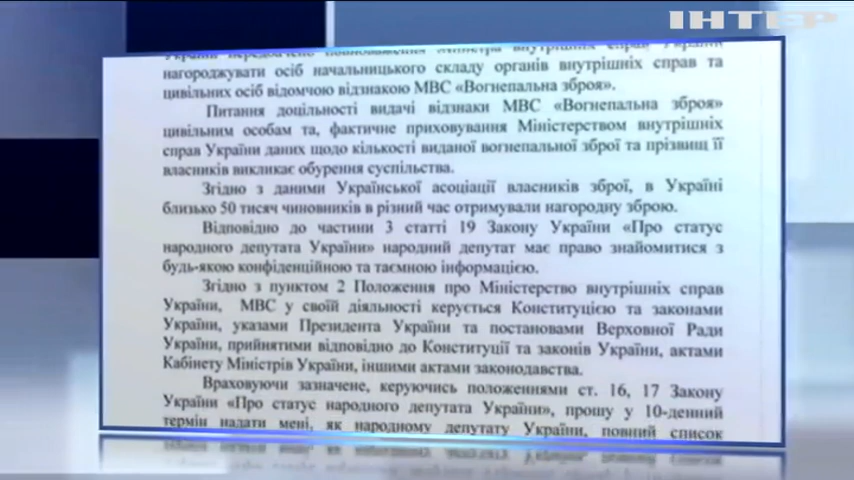 ІНТЕР
України передбачено повноваження Міністра внутрішніх справ України
нагороджувати осіб начальницького складу органів внутрішніх справ та
цивільних осіб відомчою відзнакою МВС «Вогнепальна зброя».
Питання доцільності видачі відзнаки МВС «Вогнепальна зброя»
цивільним особам та, фактичне приховування Міністерством внутрішніх
справ України даних щодо кількості виданої вогнепальної зброї та прізвищ її
власників викликає обурення суспільства.
Згідно з даними Української асоціації власників зброї, в Україні
близько 50 тисяч чиновників в різний час отримували нагородну зброю.
Відповідно до частини 3 статті 19 Закону України «Про статус
народного депутата України» народний депутат має право знайомитися з
будь-якою конфіденційною та таємною інформацією.
Згідно з пунктом 2 Положення про Міністерство внутрішніх справ
України, МВС у своїй діяльності керується Конституцією та законами
України, указами Президента України та постановами Верховної Ради
України, прийнятими відповідно до Конституції та законів України, актами
Кабінету Міністрів України, іншими актами законодавства.
Враховуючи зазначене, керуючись положеннями ст. 16, 17 Закону
України «Про статус народного депутата України», прошу у 10-денний
термін надати мені, як народному депутату України, повний список